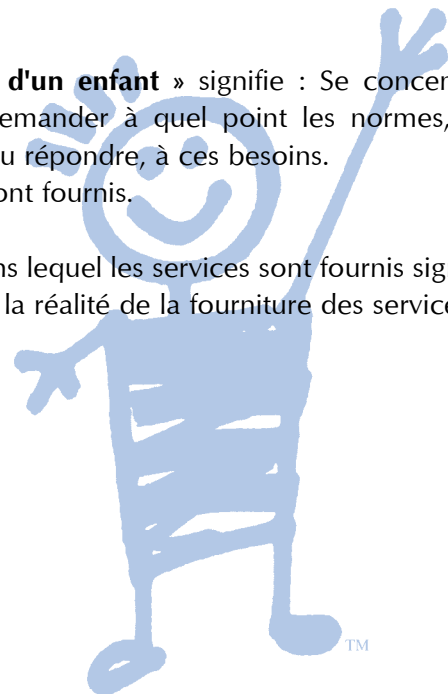 d'un enfant » signifie : Se concen
emander à quel point les normes,
u répondre, à ces besoins.
ont fournis.
ns lequel les services sont fournis sig
la réalité de la fourniture des service
TM